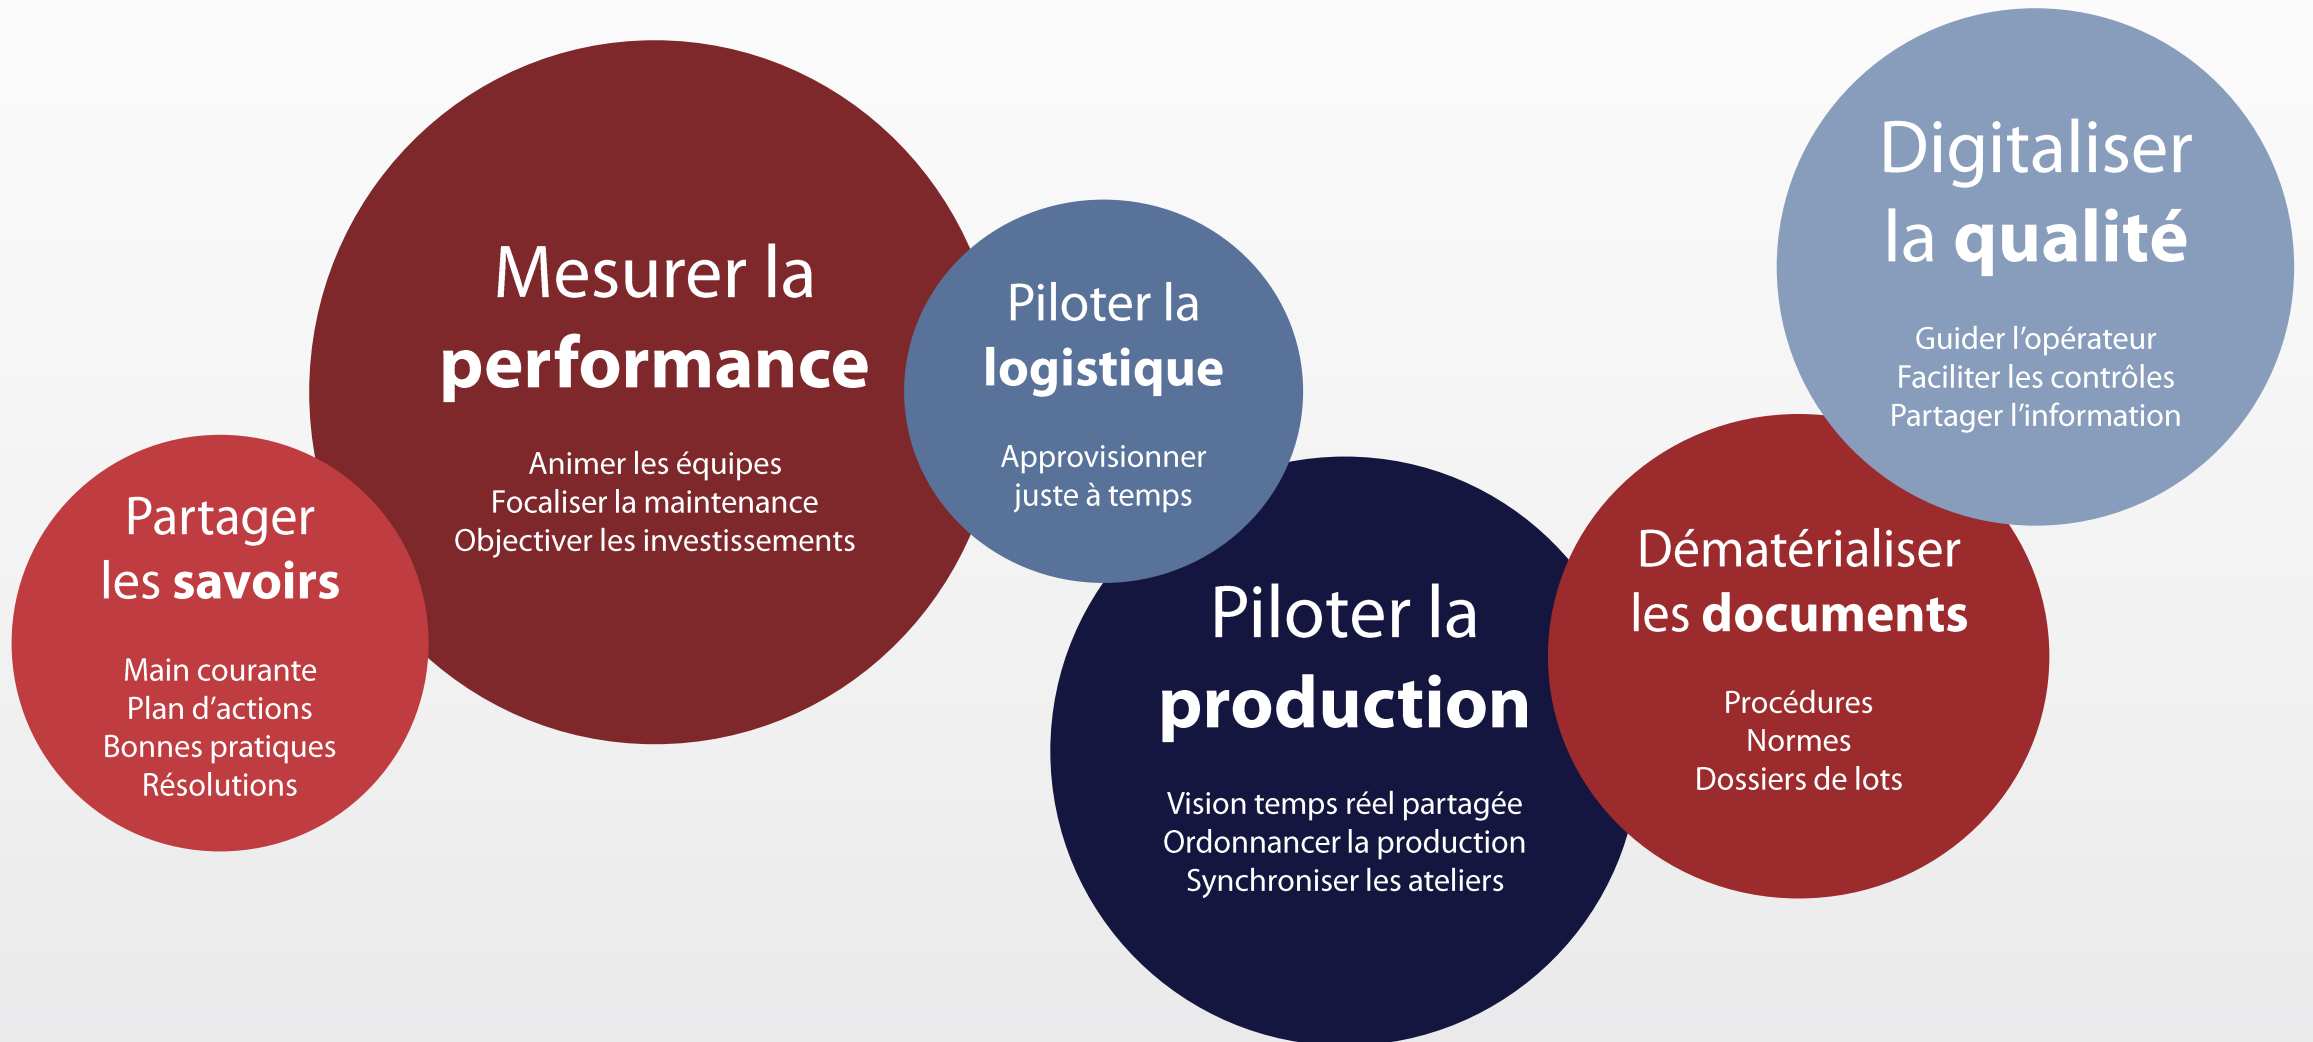 Partager
les savoirs
Main courante
Plan d’actions
Bonnes pratiques
Résolutions
Mesurer la
performance
Animer les équipes
Focaliser la maintenance
Objectiver les investissements
Piloter la
logistique
Approvisionner
juste à temps
Piloter la
production
Vision temps réel partagée
Ordonnancer la production
Synchroniser les ateliers
Dématérialiser
les documents
Procédures
Normes
Dossiers de lots
Digitaliser
la qualité
Guider l’opérateur
Faciliter les contrôles
Partager l’information